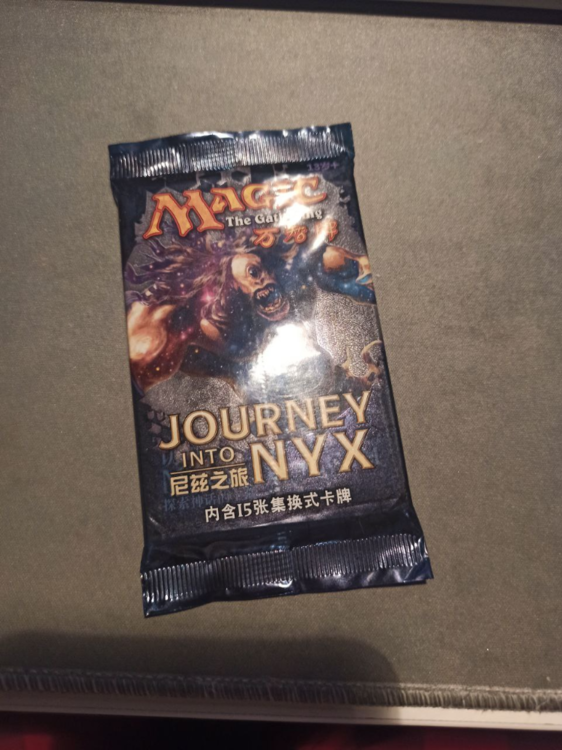 MAGIC
The Gathering
万智牌
JOURNEY
INTO
NYX
尼兹之旅
内含15张集换式卡牌